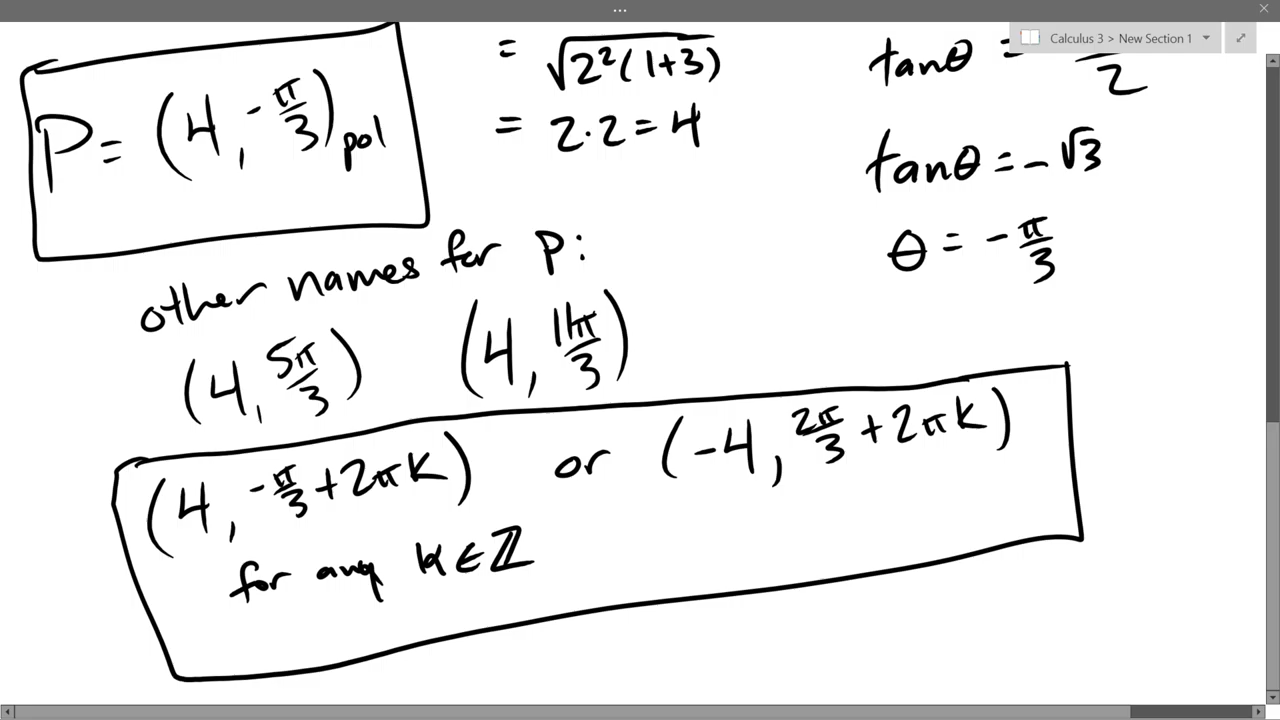 Calculus 3 > New Section 1
P = (4, -π/3)pol
= √2²(1+3)
= 2·2 = 4
tanθ = 2
tanθ = -√3
θ = -π/3
other names for P:
(4, 5π/3) (4, 11π/3)
(4, -π/3 + 2πk) or (-4, 2π/3 + 2πk)
for any k ∈ ℤ